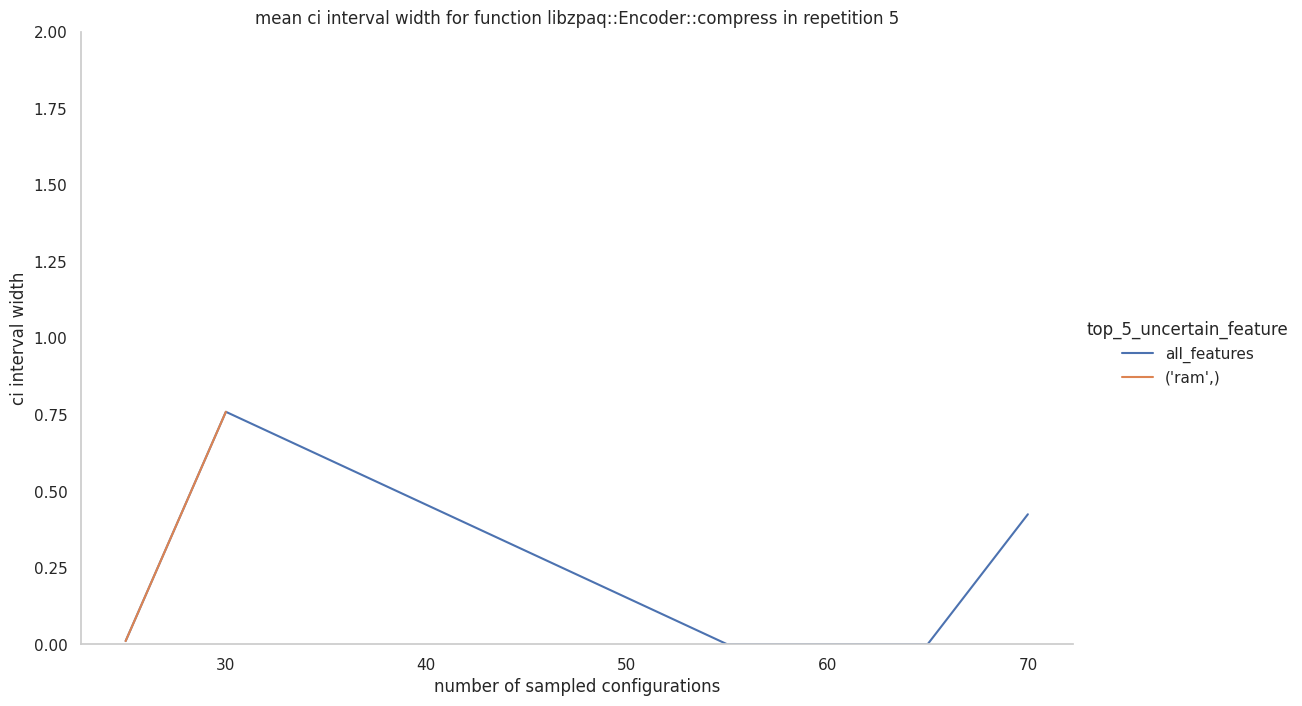 mean ci interval width for function libzpaq::Encoder::compress in repetition 5
2.00
1.75
1.50
1.25
1.00
0.75
0.50
0.25
0.00
ci interval width
30
40
50
60
70
number of sampled configurations
top_5_uncertain_feature
all_features
('ram',)